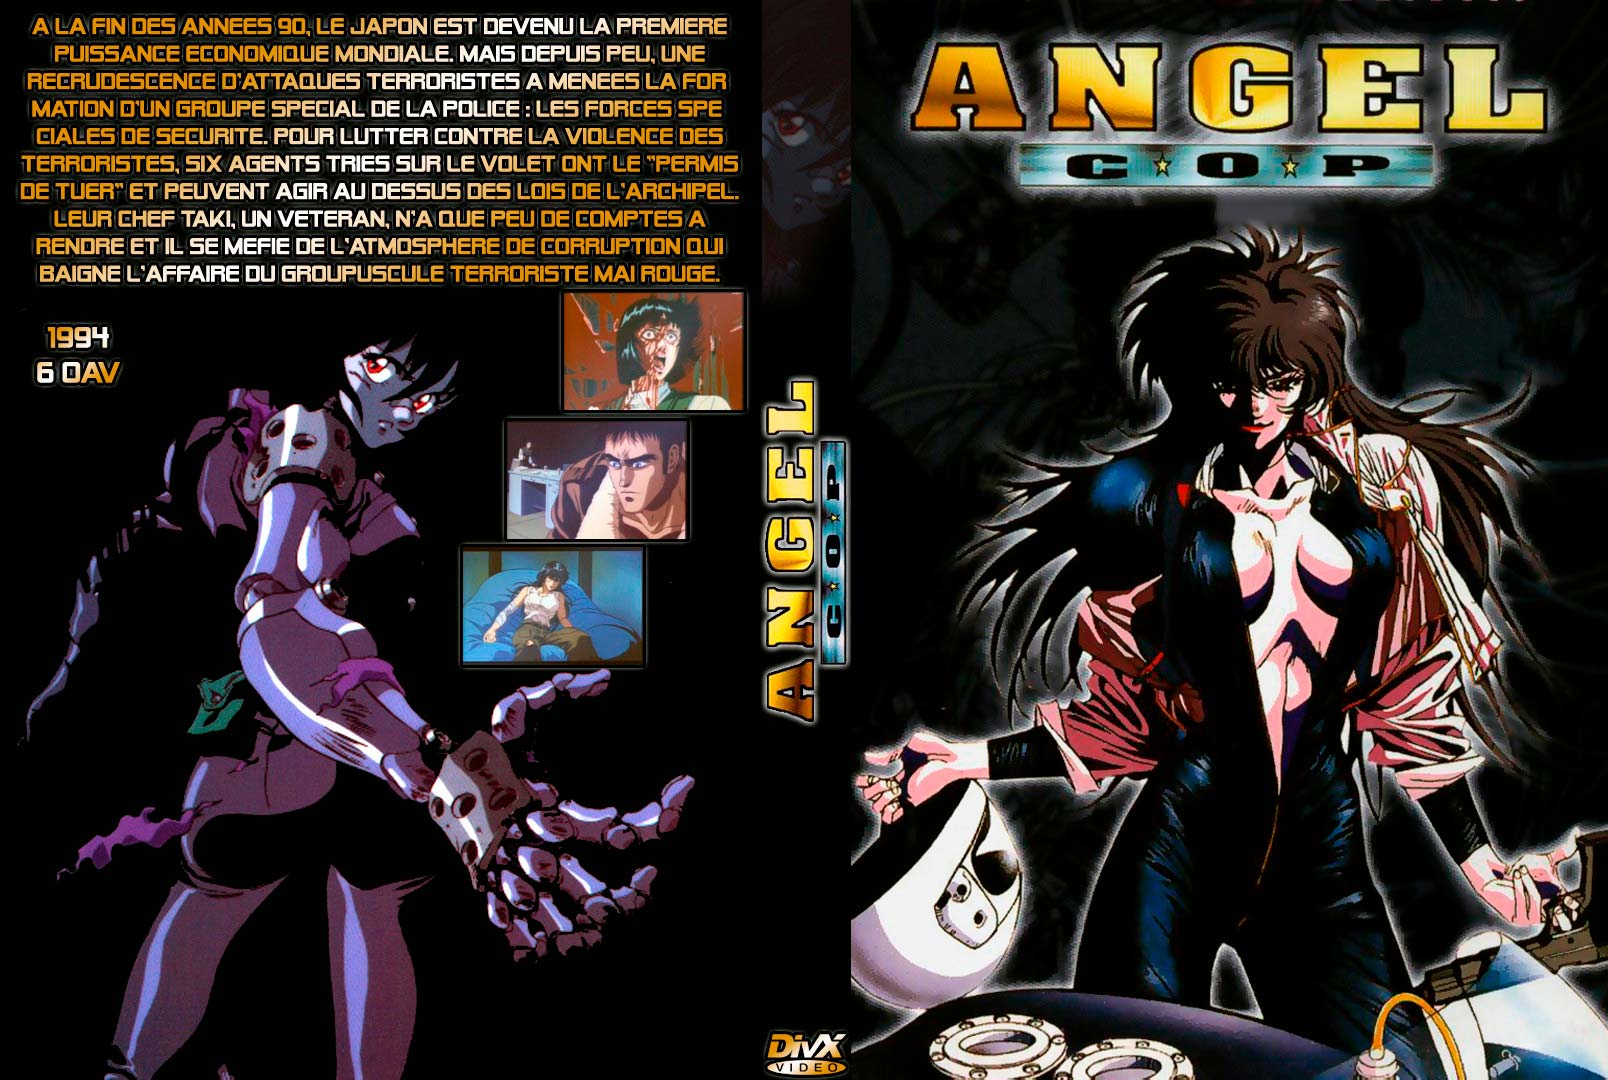 A LA FIN DES ANNEES 90, LE JAPON EST DEVENU LA PREMIERE
PUISSANCE ECONOMIQUE MONDIALE. MAIS DEPUIS PEU, UNE
RECRUDESCENCE D'ATTAQUES TERRORISTES A MENEES LA FOR
MATION D'UN GROUPE SPECIAL DE LA POLICE : LES FORCES SPE
CIALES DE SECURITE. POUR LUTTER CONTRE LA VIOLENCE DES
TERRORISTES, SIX AGENTS TRIES SUR LE VOLET ONT LE "PERMIS
DE TUER" ET PEUVENT AGIR AU DESSUS DES LOIS DE L'ARCHIPEL.
LEUR CHEF TAKI, UN VETERAN, N'A QUE PEU DE COMPTES A
RENDRE ET IL SE MEFIE DE L'ATMOSPHERE DE CORRUPTION QUI
BAIGNE L'AFFAIRE DU GROUPUSCULE TERRORISTE MAI ROUGE.
1994
6 OAV
ANGEL
C★O★P
DivX
VIDEO
ANGEL
C★O★P